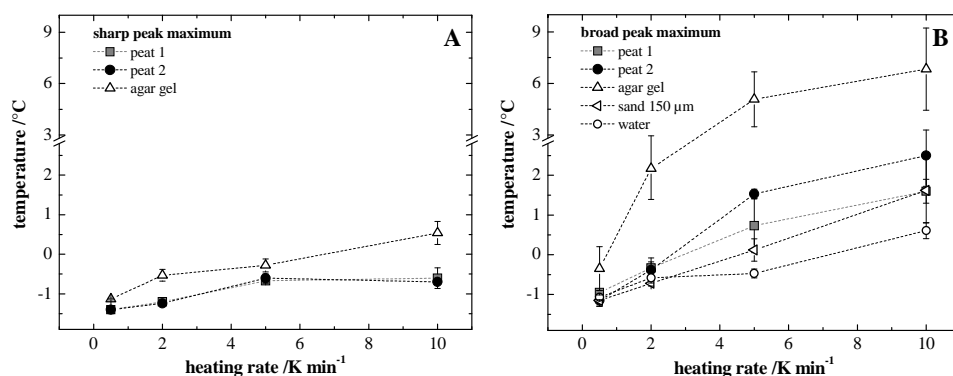 sharp peak maximum
peat 1
peat 2
agar gel
A
9
6
3
2
1
0
-1
0 2 4 6 8 10
temperature /°C
heating rate /K min-1
broad peak maximum
peat 1
peat 2
agar gel
sand 150 µm
water
B
9
6
3
2
1
0
-1
0 2 4 6 8 10
temperature /°C
heating rate /K min-1